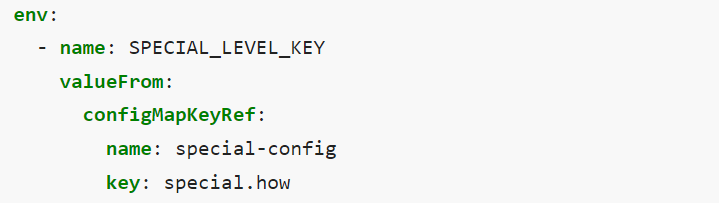 env:
  - name: SPECIAL_LEVEL_KEY
    valueFrom:
      configMapKeyRef:
        name: special-config
        key: special.how